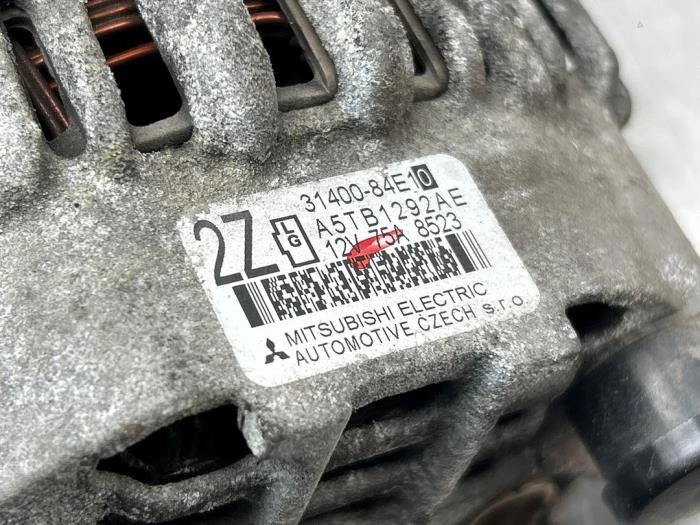 31400-84E10
2Z LG A5TB1292AE
12V 75A 8523
MITSUBISHI ELECTRIC
AUTOMOTIVE CZECH s.r.o.